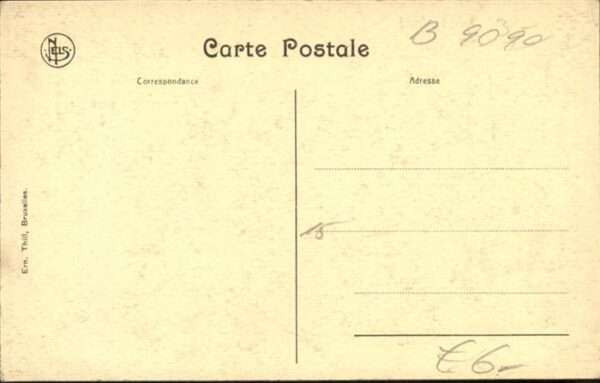 NELS
Carte Postale
B 9090
Correspondance
Adresse
Ern. Thill, Bruxelles.
15
€ 6-